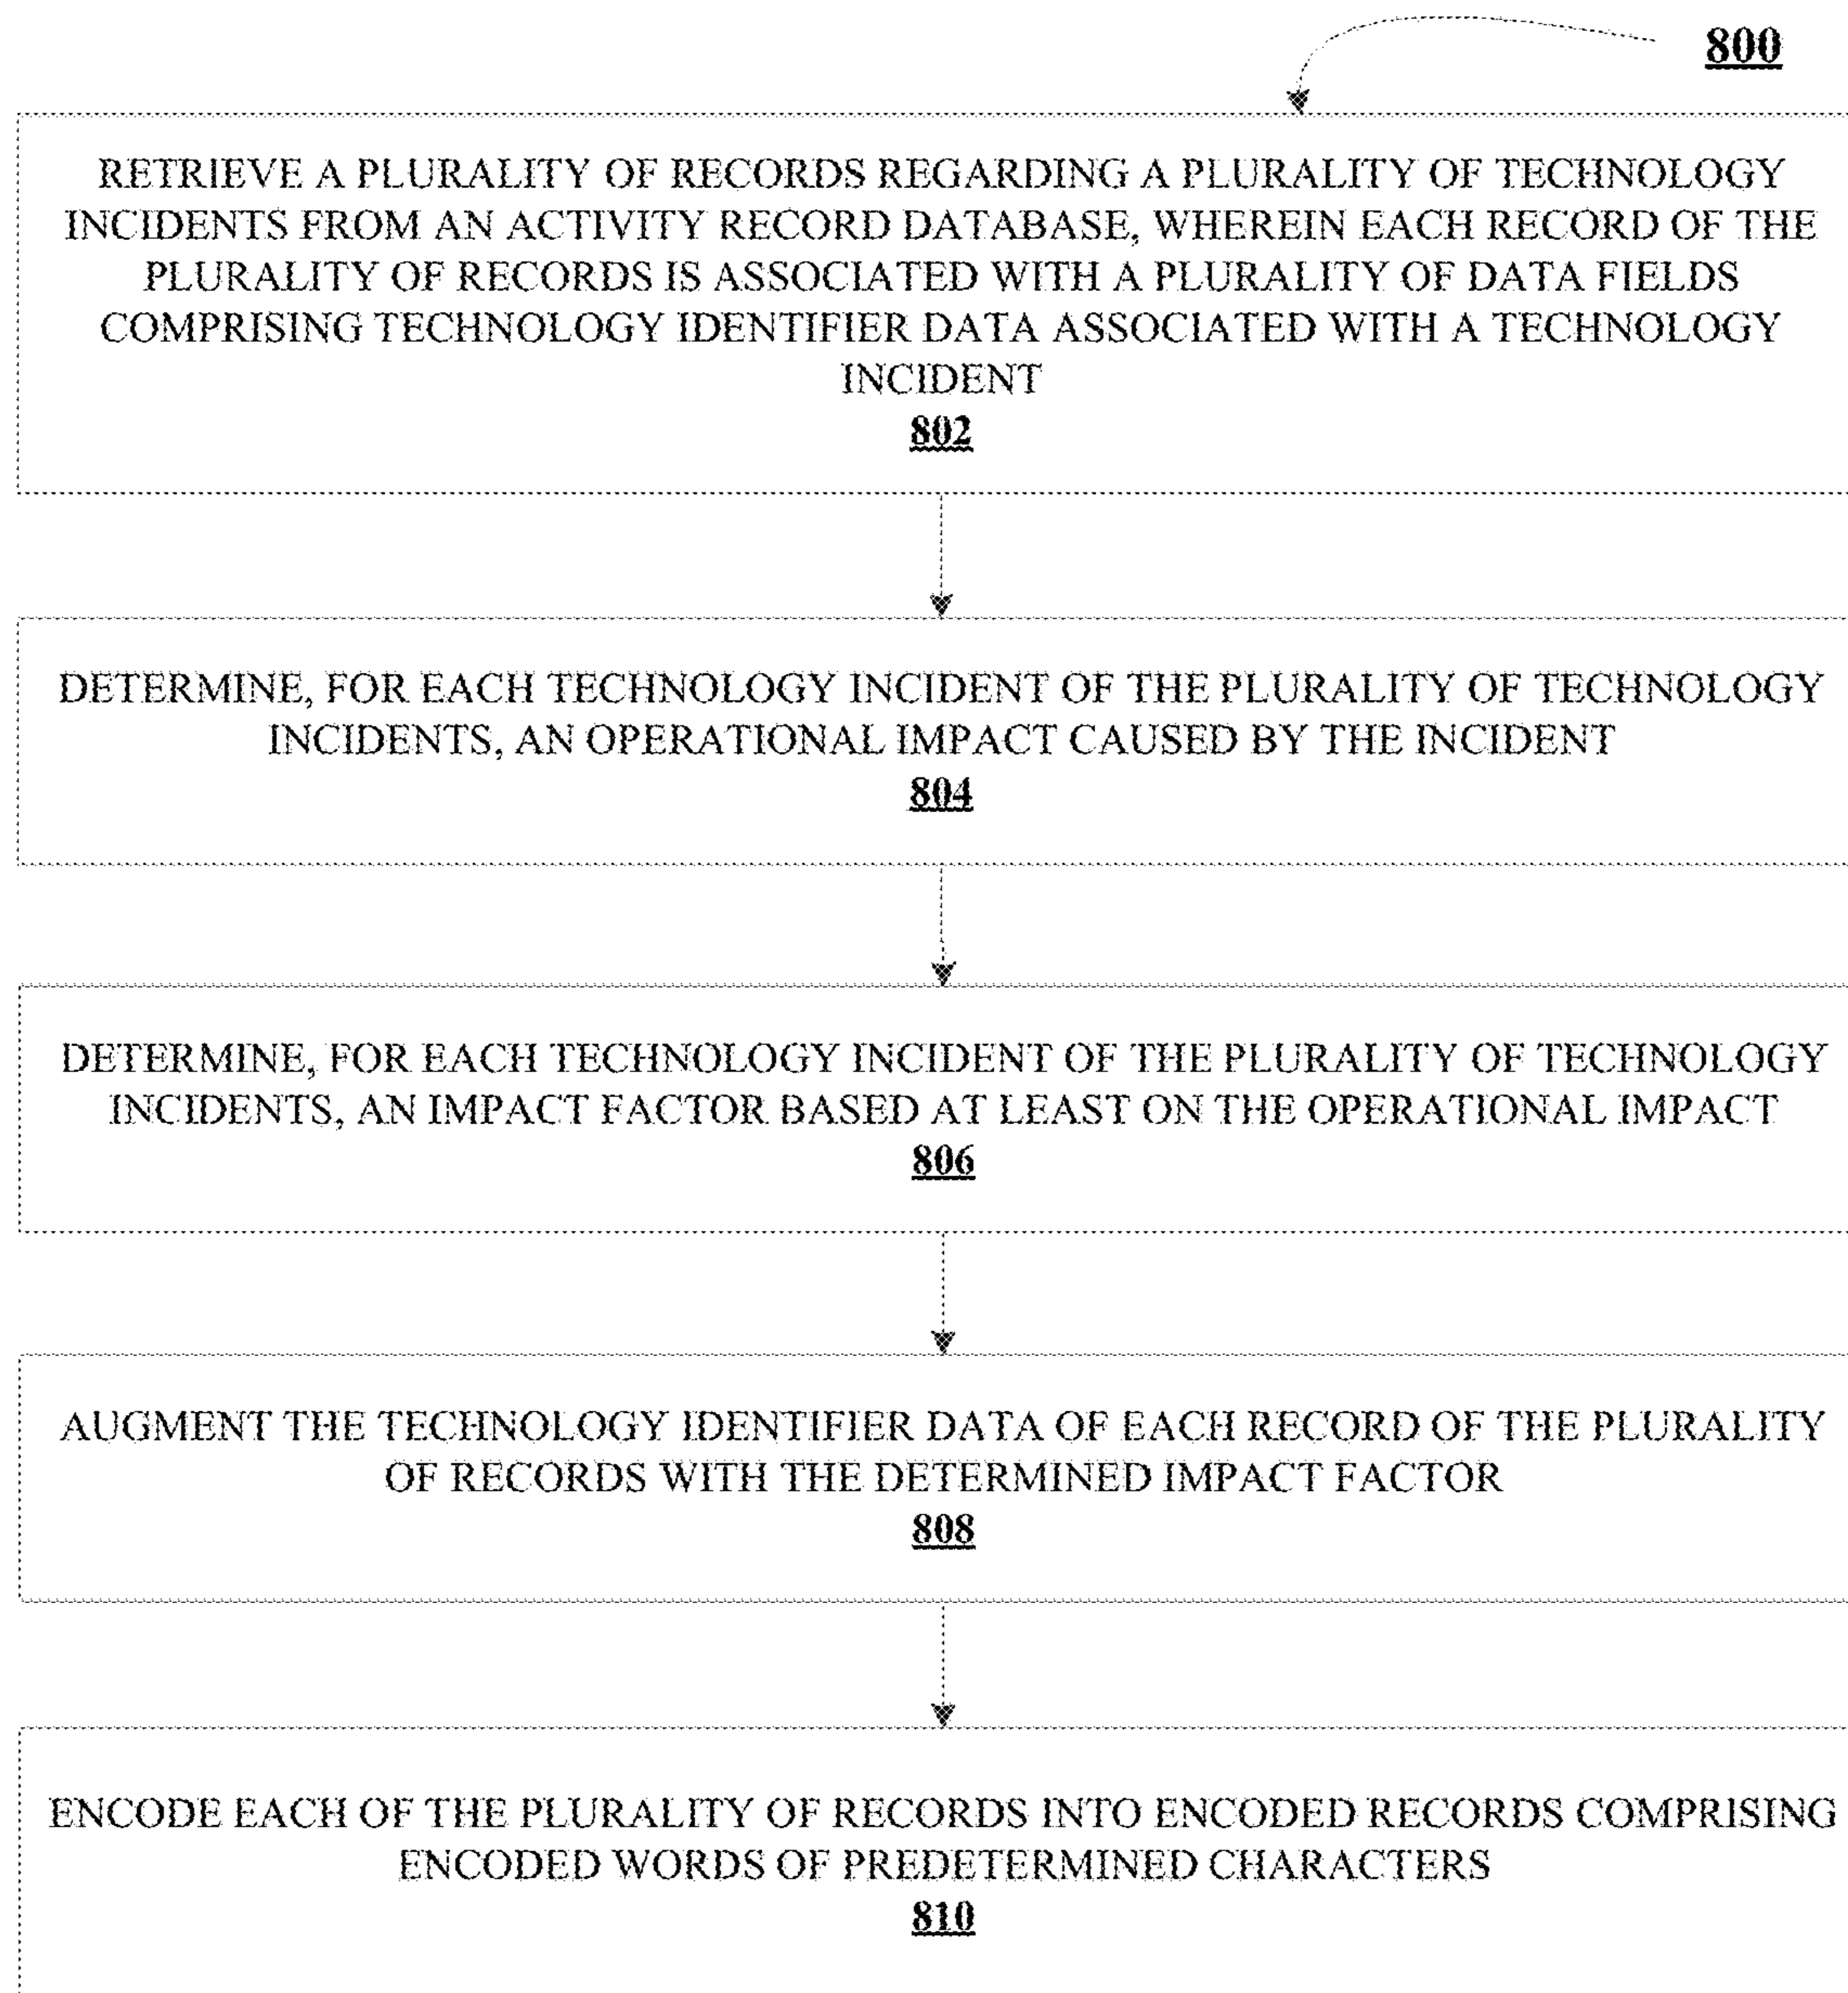 800
RETRIEVE A PLURALITY OF RECORDS REGARDING A PLURALITY OF TECHNOLOGY
INCIDENTS FROM AN ACTIVITY RECORD DATABASE, WHEREIN EACH RECORD OF THE
PLURALITY OF RECORDS IS ASSOCIATED WITH A PLURALITY OF DATA FIELDS
COMPRISING TECHNOLOGY IDENTIFIER DATA ASSOCIATED WITH A TECHNOLOGY
INCIDENT
802
DETERMINE, FOR EACH TECHNOLOGY INCIDENT OF THE PLURALITY OF TECHNOLOGY
INCIDENTS, AN OPERATIONAL IMPACT CAUSED BY THE INCIDENT
804
DETERMINE, FOR EACH TECHNOLOGY INCIDENT OF THE PLURALITY OF TECHNOLOGY
INCIDENTS, AN IMPACT FACTOR BASED AT LEAST ON THE OPERATIONAL IMPACT
806
AUGMENT THE TECHNOLOGY IDENTIFIER DATA OF EACH RECORD OF THE PLURALITY
OF RECORDS WITH THE DETERMINED IMPACT FACTOR
808
ENCODE EACH OF THE PLURALITY OF RECORDS INTO ENCODED RECORDS COMPRISING
ENCODED WORDS OF PREDETERMINED CHARACTERS
810